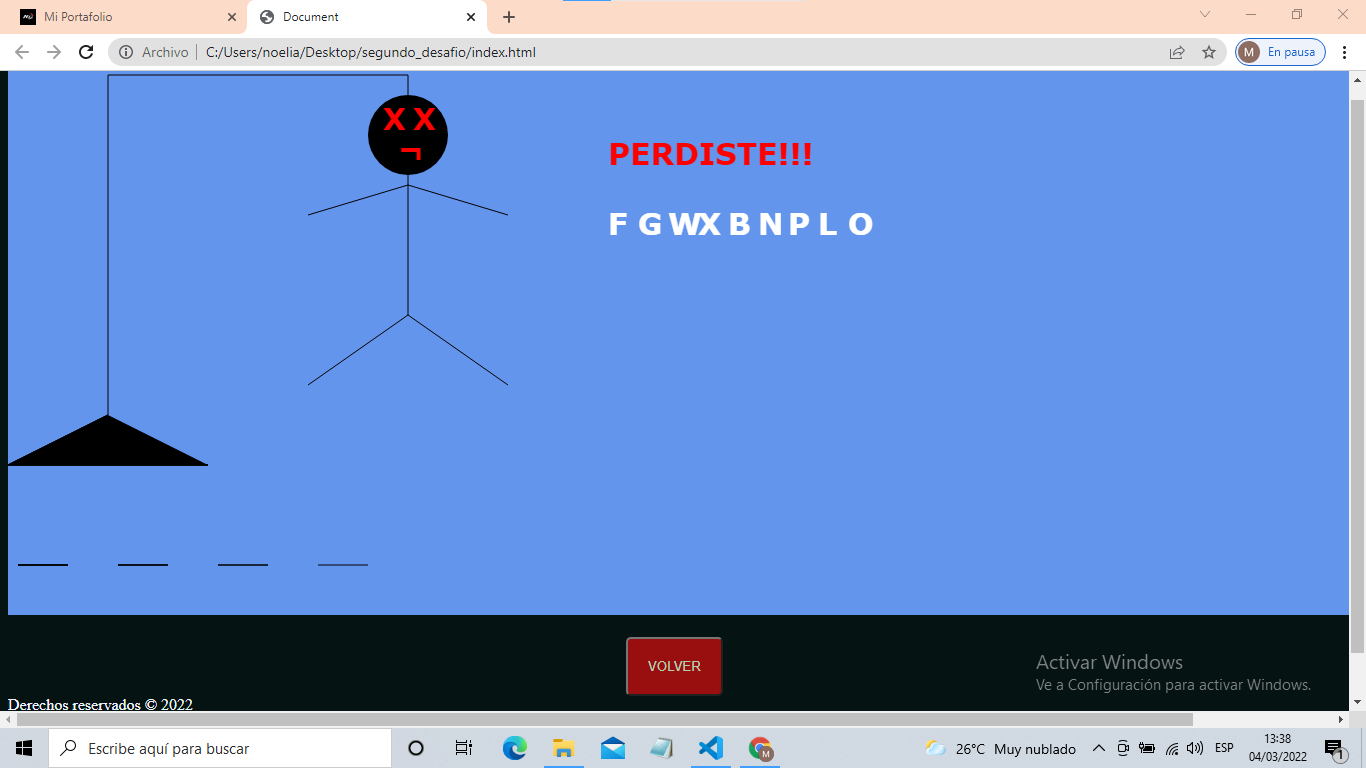 Mi Portafolio
Document
Archivo
C:/Users/noelia/Desktop/segundo_desafio/index.html
M
En pausa
X X
¬
PERDISTE!!!
F G W X B N P L O
VOLVER
Activar Windows
Ve a Configuración para activar Windows.
Derechos reservados © 2022
Escribe aquí para buscar
M
26°C Muy nublado
ESP
13:38
04/03/2022
1